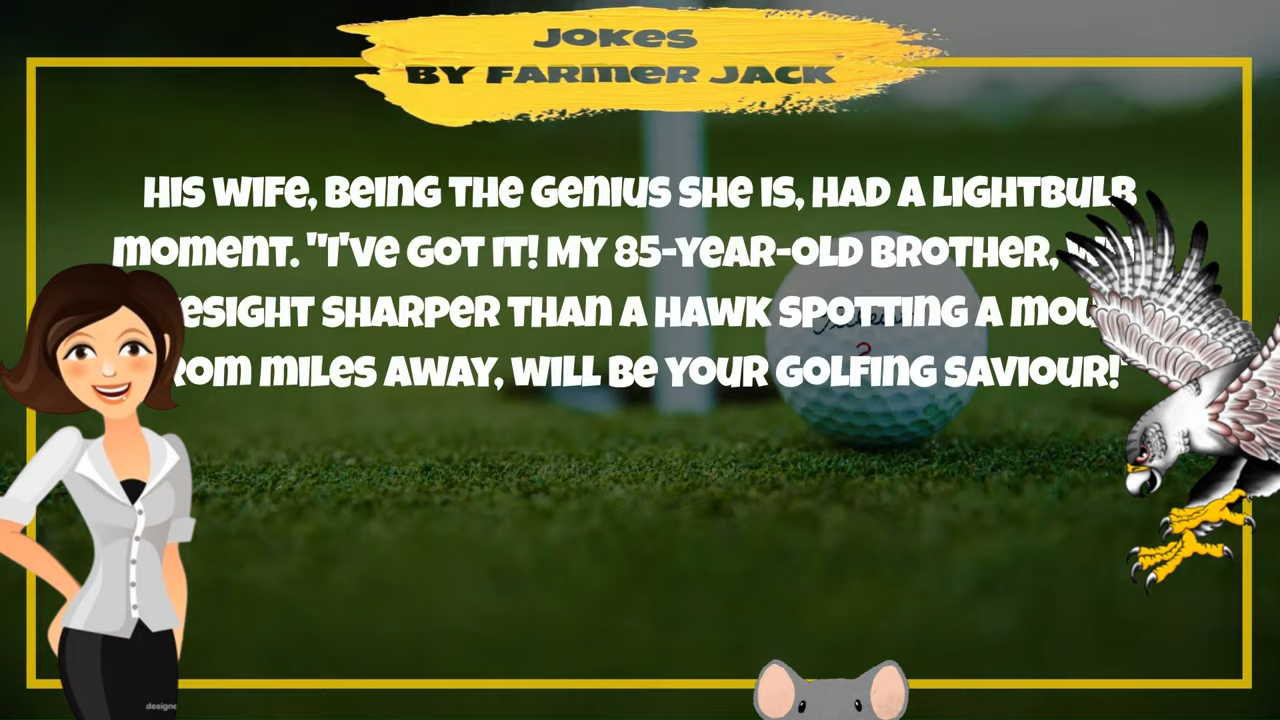 JOKES
BY FARMER JACK
HIS WIFE, BEING THE GENIUS SHE IS, HAD A LIGHTBULB
MOMENT. "I'VE GOT IT! MY 85-YEAR-OLD BROTHER,
SHARPER THAN A HAWK SPOTTING A
MILES AWAY, WILL BE YOUR GOLFING SAVIOUR!"
2